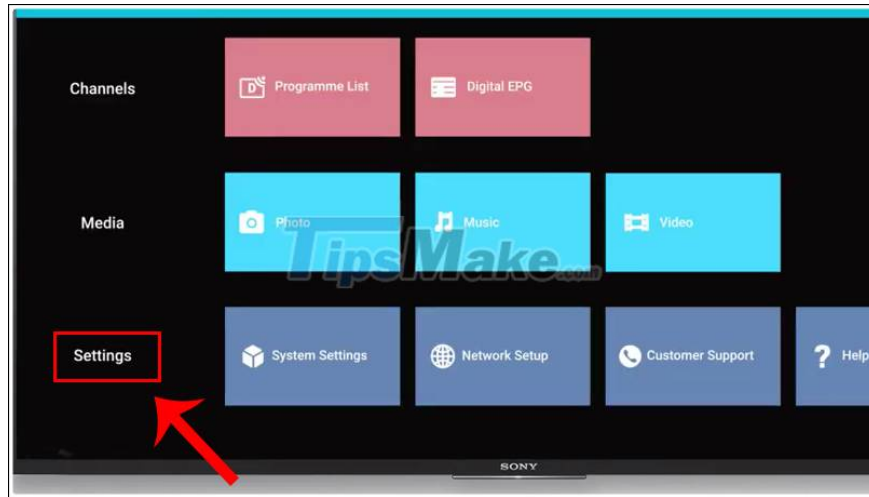 Channels
Programme List
Digital EPG
Media
Photo
Music
Video
TipsMake.com
Settings
System Settings
Network Setup
Customer Support
Help
SONY